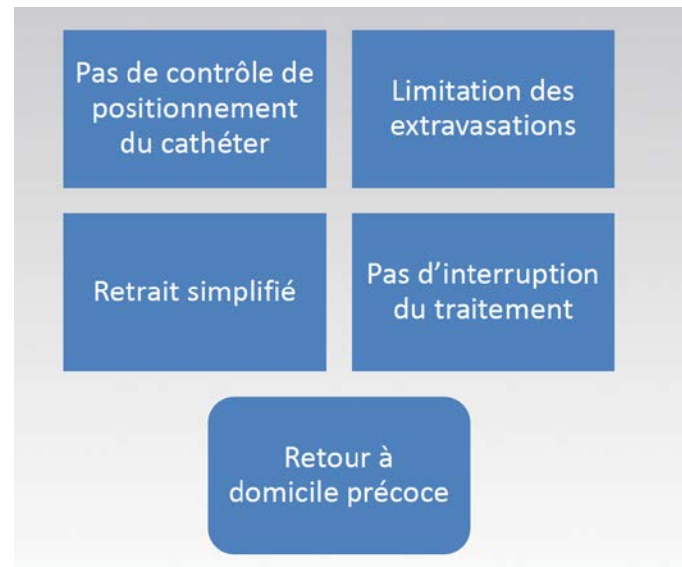 Pas de contrôle de
positionnement
du cathéter
Limitation des
extravasations
Retrait simplifié
Pas d'interruption
du traitement
Retour à
domicile précoce